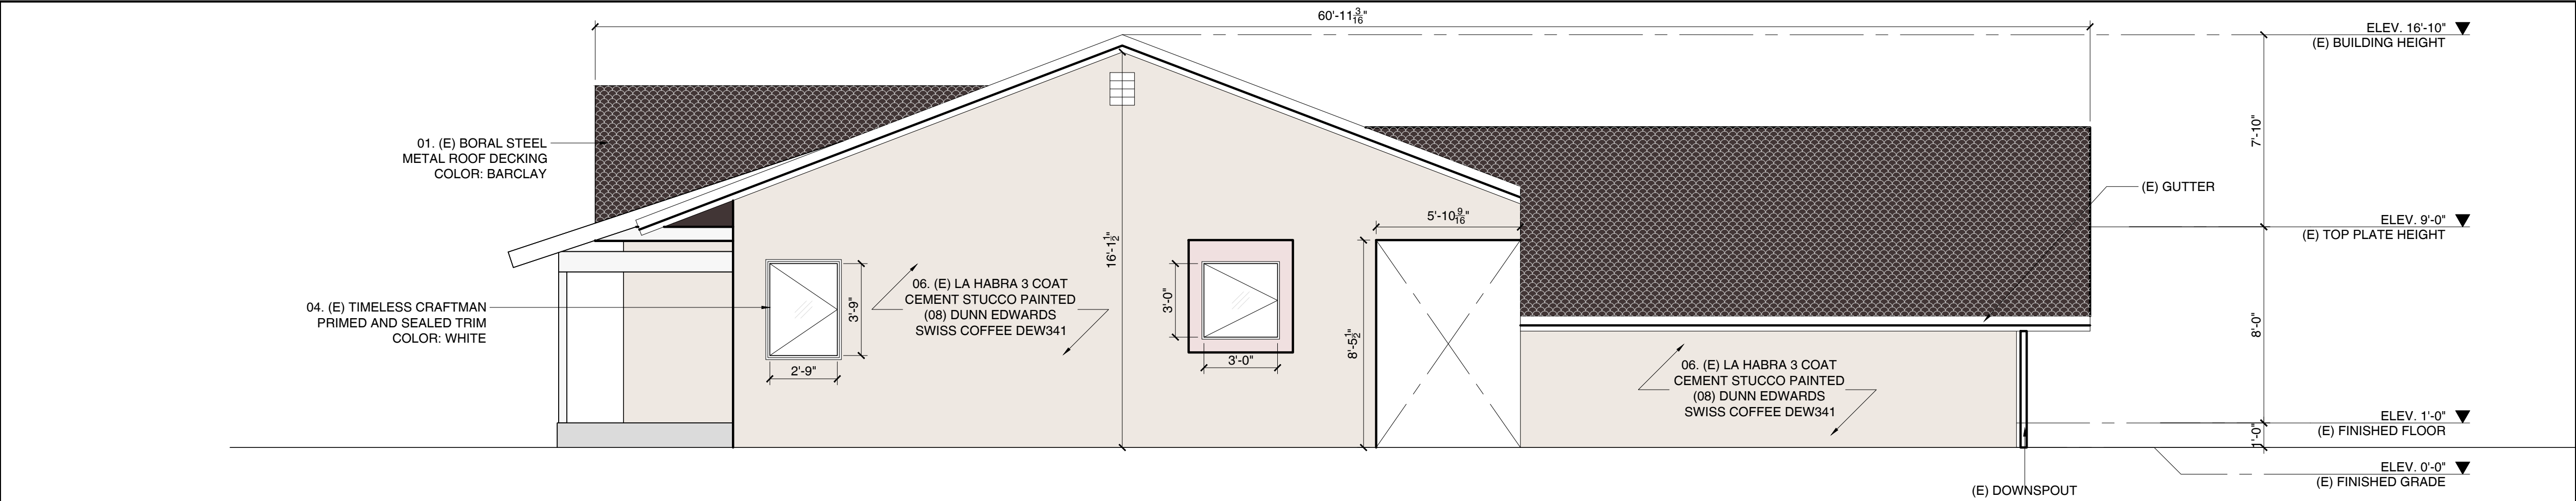 60'-11 3/16"
ELEV. 16'-10"
(E) BUILDING HEIGHT
01. (E) BORAL STEEL
METAL ROOF DECKING
COLOR: BARCLAY
7'-10"
(E) GUTTER
5'-10 9/16"
ELEV. 9'-0"
(E) TOP PLATE HEIGHT
16'-1 1/2"
04. (E) TIMELESS CRAFTMAN
PRIMED AND SEALED TRIM
COLOR: WHITE
3'-9"
2'-9"
06. (E) LA HABRA 3 COAT
CEMENT STUCCO PAINTED
(08) DUNN EDWARDS
SWISS COFFEE DEW341
3'-0"
3'-0"
8'-5 1/2"
8'-0"
06. (E) LA HABRA 3 COAT
CEMENT STUCCO PAINTED
(08) DUNN EDWARDS
SWISS COFFEE DEW341
ELEV. 1'-0"
(E) FINISHED FLOOR
1'-0"
ELEV. 0'-0"
(E) FINISHED GRADE
(E) DOWNSPOUT